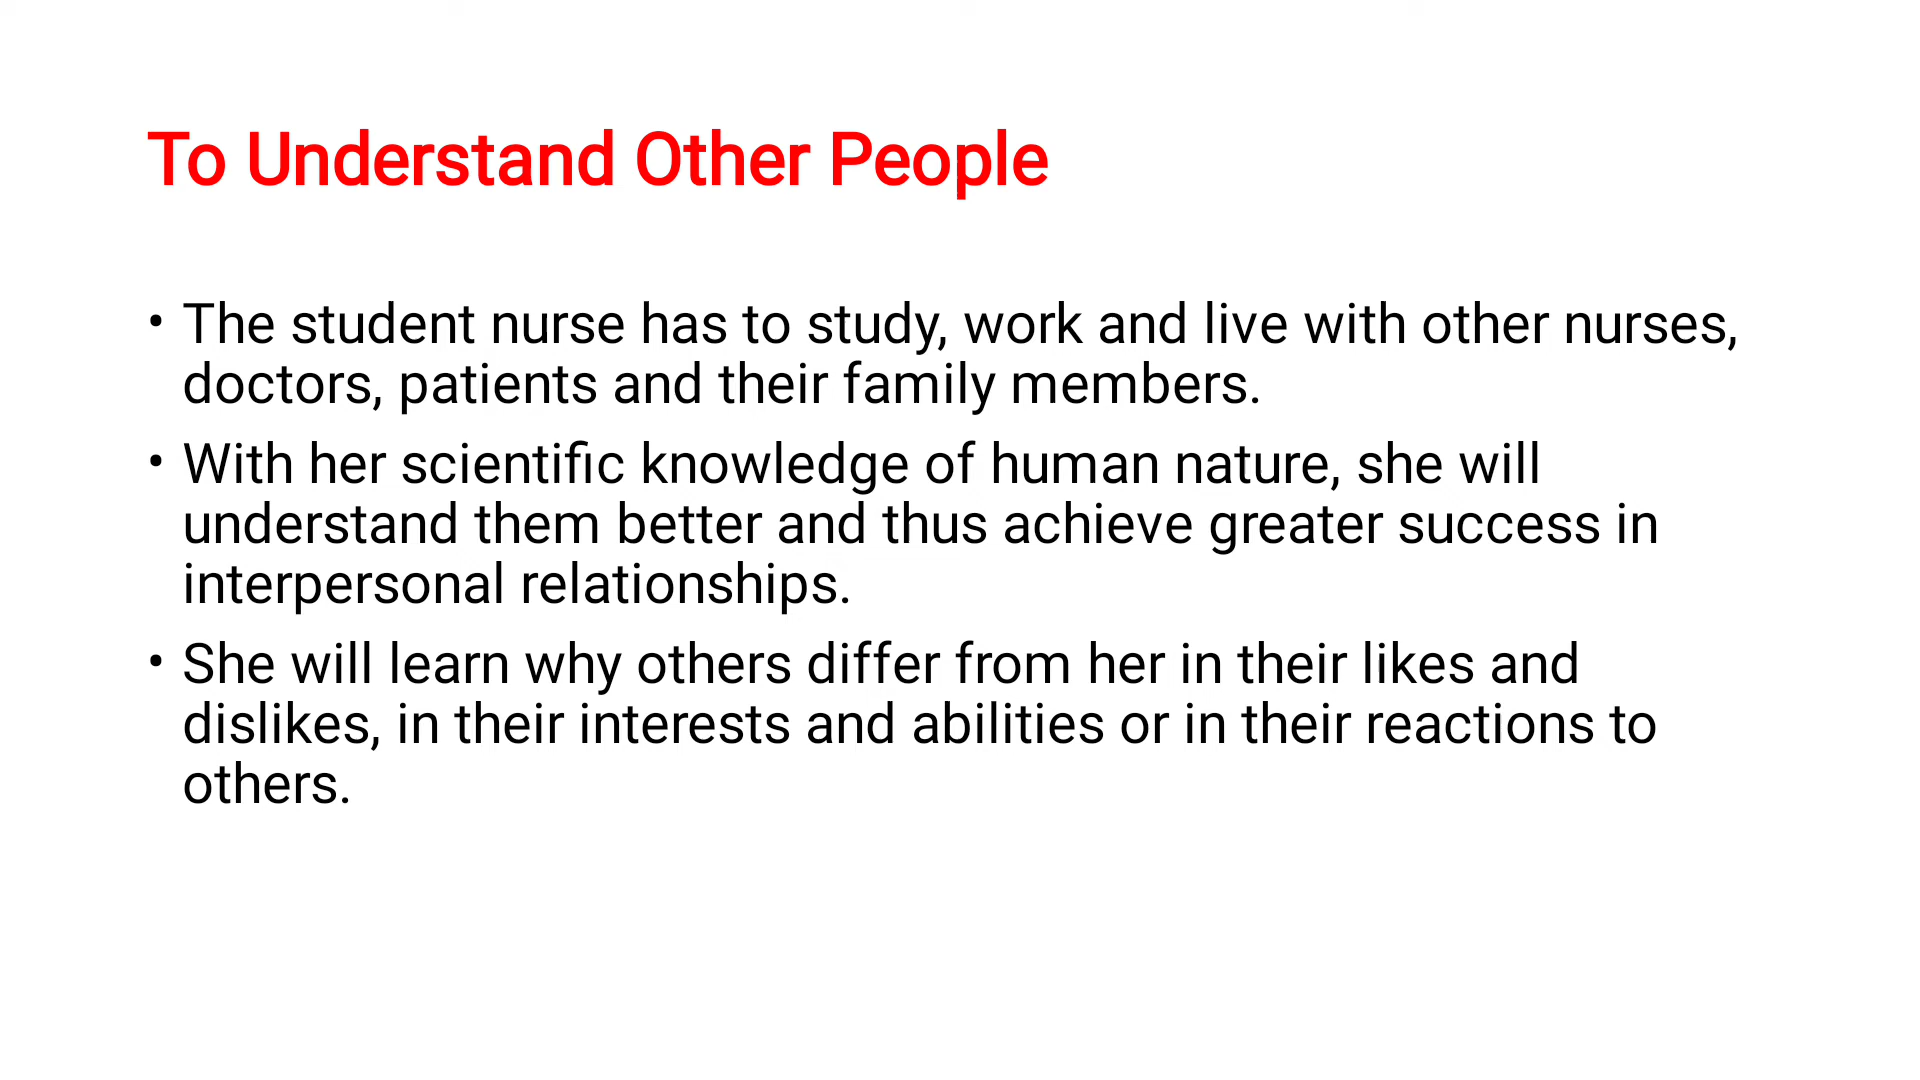 To Understand Other People
• The student nurse has to study, work and live with other nurses,
doctors, patients and their family members.
• With her scientific knowledge of human nature, she will
understand them better and thus achieve greater success in
interpersonal relationships.
• She will learn why others differ from her in their likes and
dislikes, in their interests and abilities or in their reactions to
others.